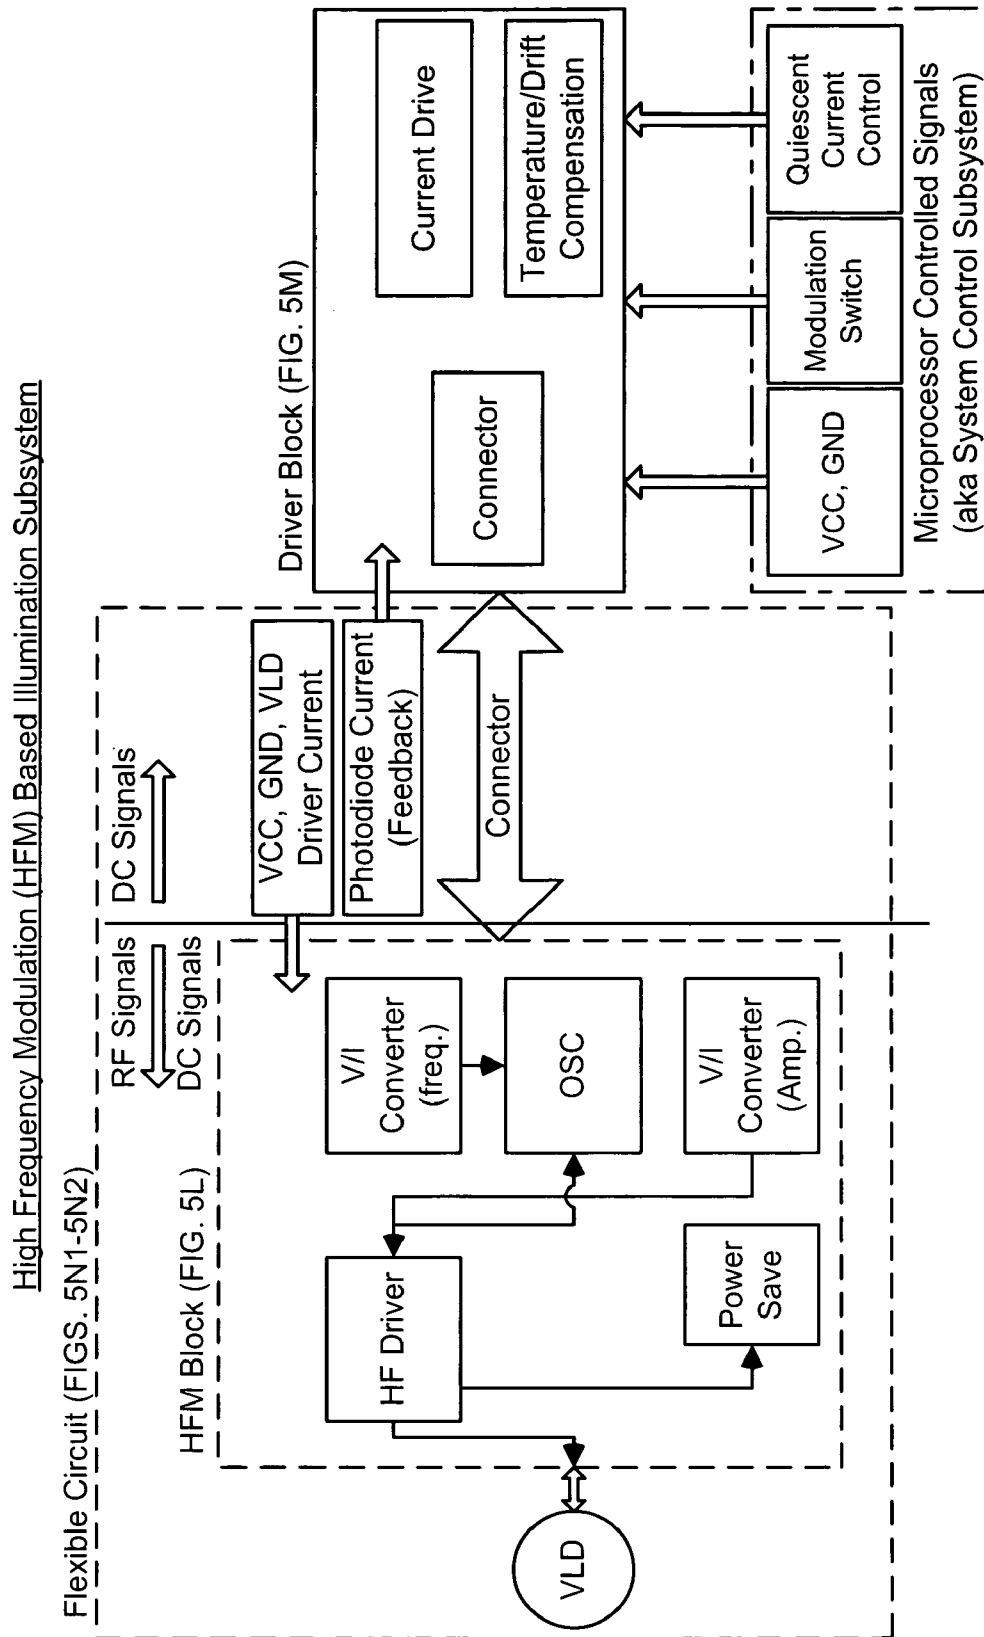 High Frequency Modulation (HFM) Based Illumination Subsystem
Flexible Circuit (FIGS. 5N1-5N2)
RF Signals
DC Signals
DC Signals
HFM Block (FIG. 5L)
VLD
HF Driver
Power
Save
V/I
Converter
(freq.)
OSC
V/I
Converter
(Amp.)
VCC, GND, VLD
Driver Current
Photodiode Current
(Feedback)
Connector
Driver Block (FIG. 5M)
Connector
Current Drive
Temperature/Drift
Compensation
VCC, GND
Modulation
Switch
Quiescent
Current
Control
Microprocessor Controlled Signals
(aka System Control Subsystem)